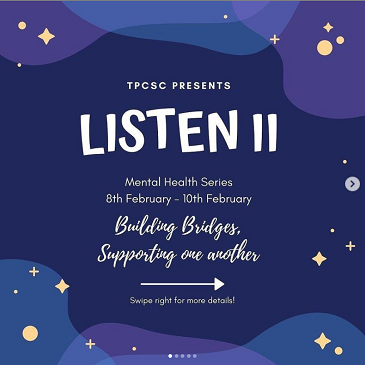 TPCSC PRESENTS
LISTEN II
Mental Health Series
8th February - 10th February
Building Bridges,
Supporting one another
Swipe right for more details!